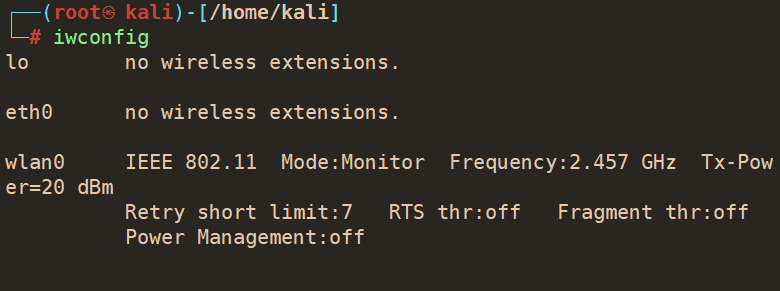 ┌──(root㉿ kali)-[/home/kali]
└─# iwconfig
lo        no wireless extensions.

eth0      no wireless extensions.

wlan0     IEEE 802.11  Mode:Monitor  Frequency:2.457 GHz  Tx-Pow
er=20 dBm
          Retry short limit:7   RTS thr:off   Fragment thr:off
          Power Management:off